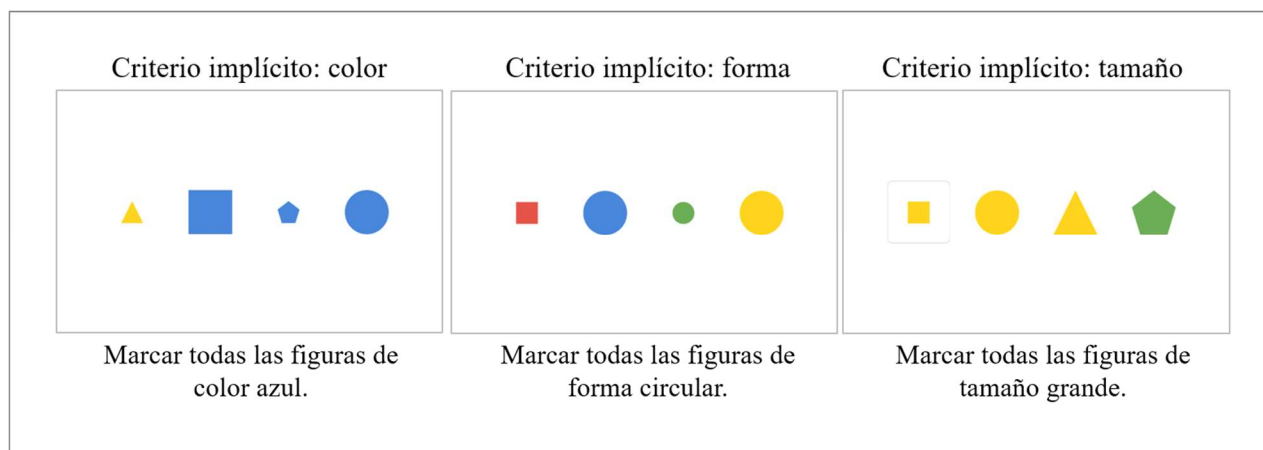 Criterio implícito: color
Marcar todas las figuras de
color azul.
Criterio implícito: forma
Marcar todas las figuras de
forma circular.
Criterio implícito: tamaño
Marcar todas las figuras de
tamaño grande.